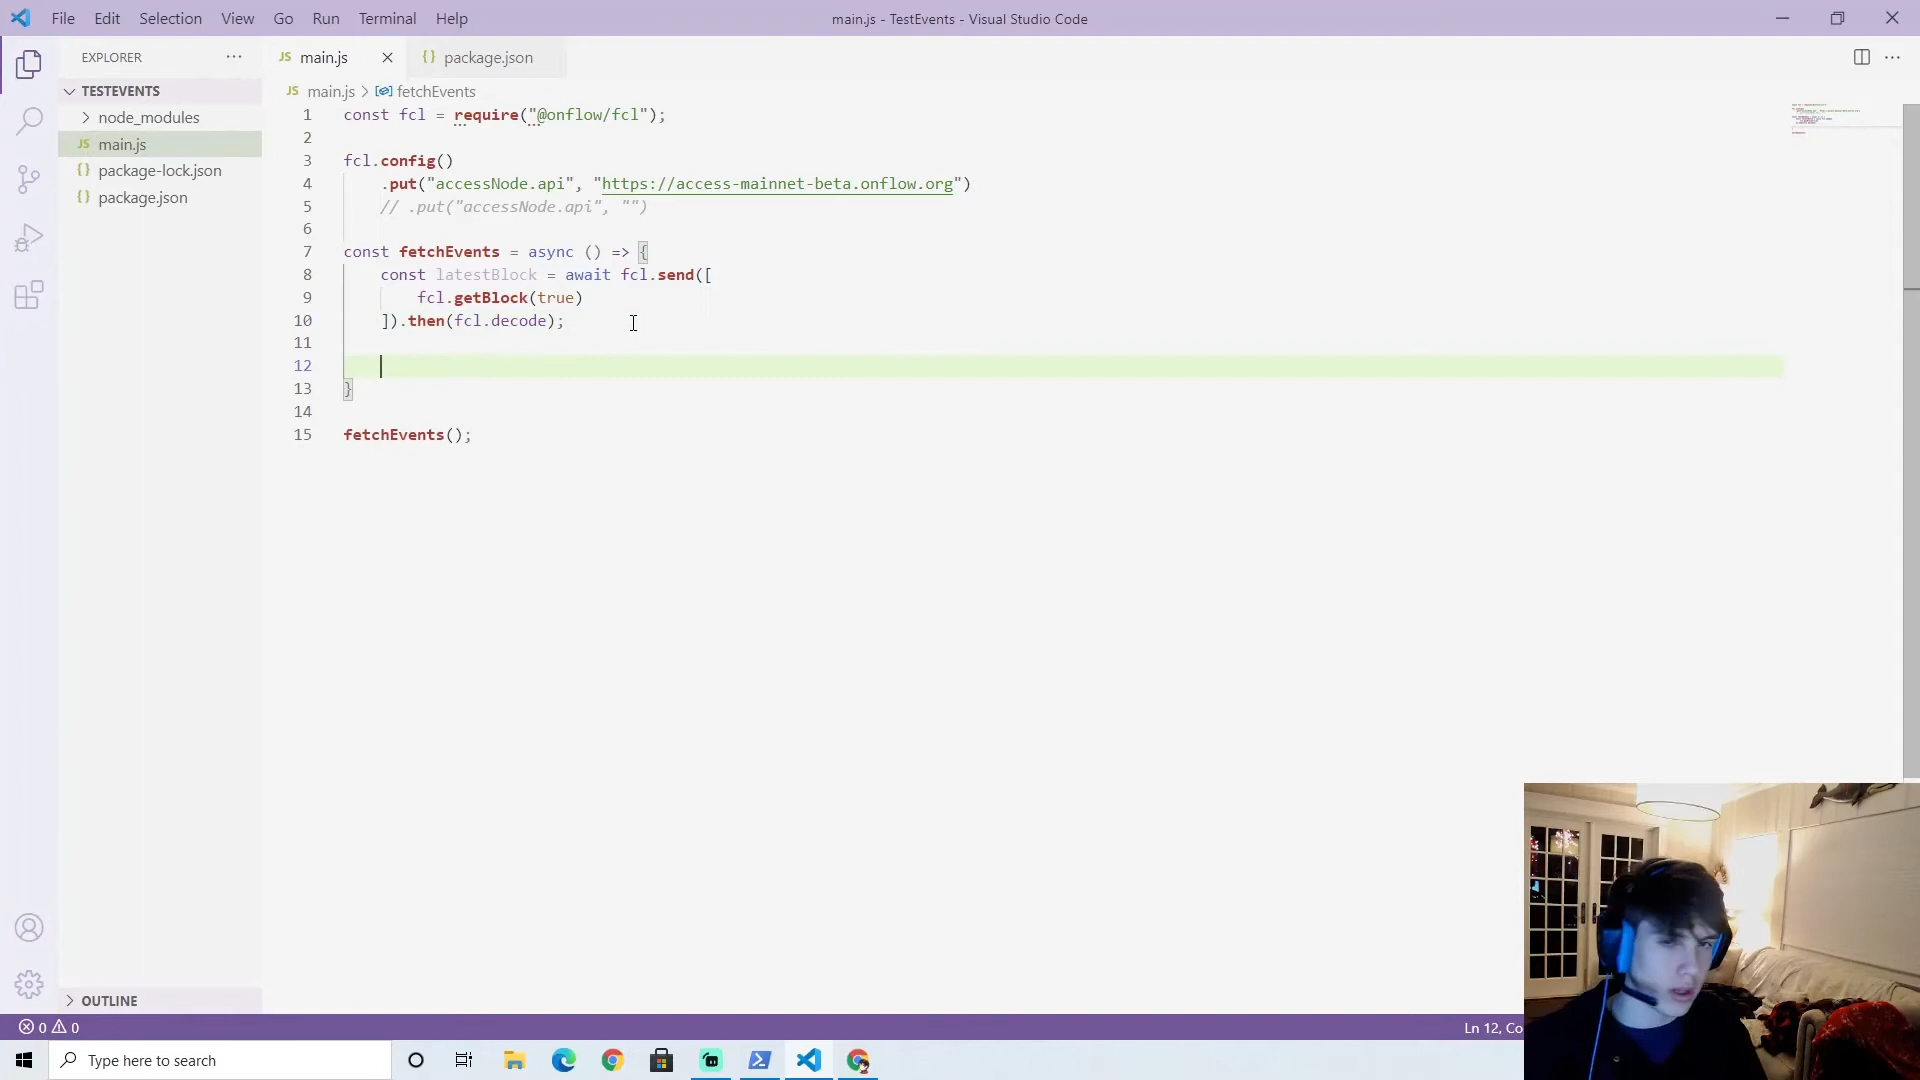 File Edit Selection View Go Run Terminal Help
main.js - TestEvents - Visual Studio Code
EXPLORER
TESTEVENTS
node_modules
JS main.js
{} package-lock.json
{} package.json
OUTLINE
JS main.js
{} package.json
JS main.js > fetchEvents
1 const fcl = require("@onflow/fcl");
2
3 fcl.config()
4 .put("accessNode.api", "https://access-mainnet-beta.onflow.org")
5 // .put("accessNode.api", "")
6
7 const fetchEvents = async () => {
8 const latestBlock = await fcl.send([
9 fcl.getBlock(true)
10 ]).then(fcl.decode);
11
12
13 }
14
15 fetchEvents();
0 0
Ln 12, Co
Type here to search